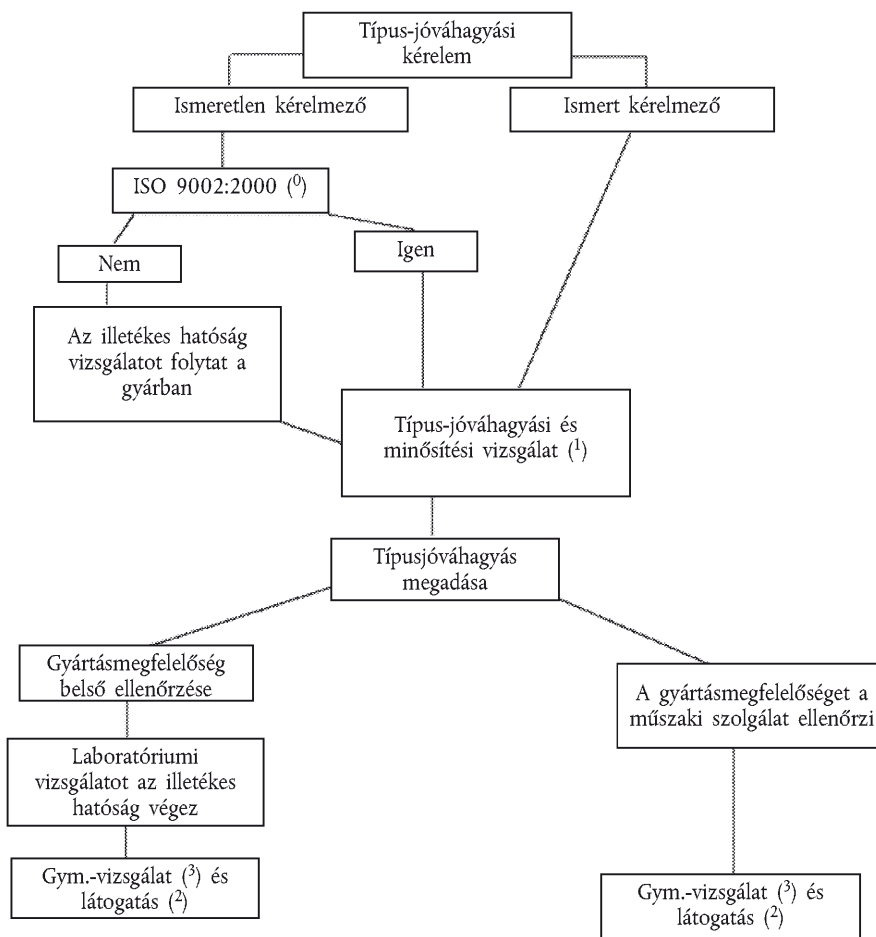 Típus-jóváhagyási
kérelem
Ismeretlen kérelmező
Ismert kérelmező
ISO 9002:2000 (⁰)
Nem
Igen
Az illetékes hatóság
vizsgálatot folytat a
gyárban
Típus-jóváhagyási és
minősítési vizsgálat (¹)
Típusjóváhagyás
megadása
Gyártásmegfelelőség
belső ellenőrzése
A gyártásmegfelelőséget a
műszaki szolgálat ellenőrzi
Laboratóriumi
vizsgálatot az illetékes
hatóság végez
Gym.-vizsgálat (³) és
látogatás (²)
Gym.-vizsgálat (³) és
látogatás (²)